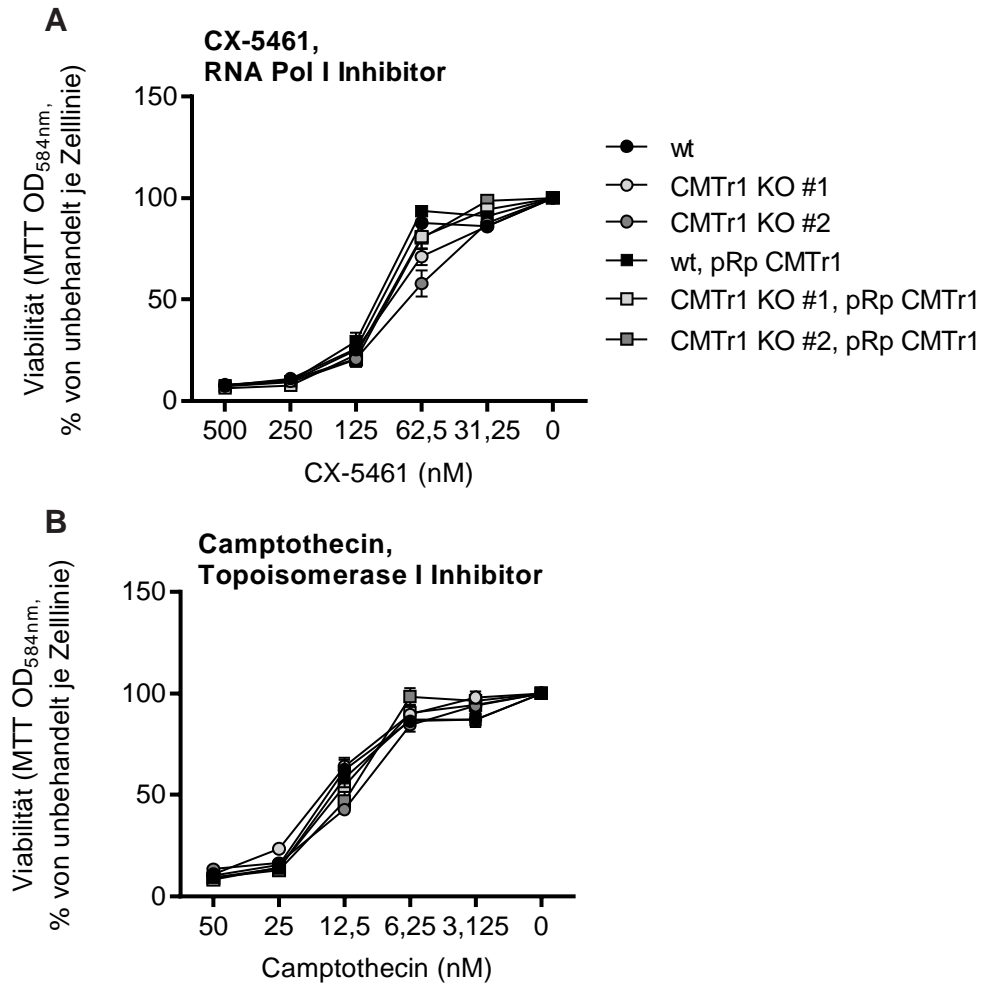 A
CX-5461,
RNA Pol I Inhibitor
Viabilität (MTT OD584nm,
% von unbehandelt je Zelllinie)
150
100
50
0
500 250 125 62,5 31,25 0
CX-5461 (nM)
wt
CMTr1 KO #1
CMTr1 KO #2
wt, pRp CMTr1
CMTr1 KO #1, pRp CMTr1
CMTr1 KO #2, pRp CMTr1
B
Camptothecin,
Topoisomerase I Inhibitor
Viabilität (MTT OD584nm,
% von unbehandelt je Zelllinie)
150
100
50
0
50 25 12,5 6,25 3,125 0
Camptothecin (nM)